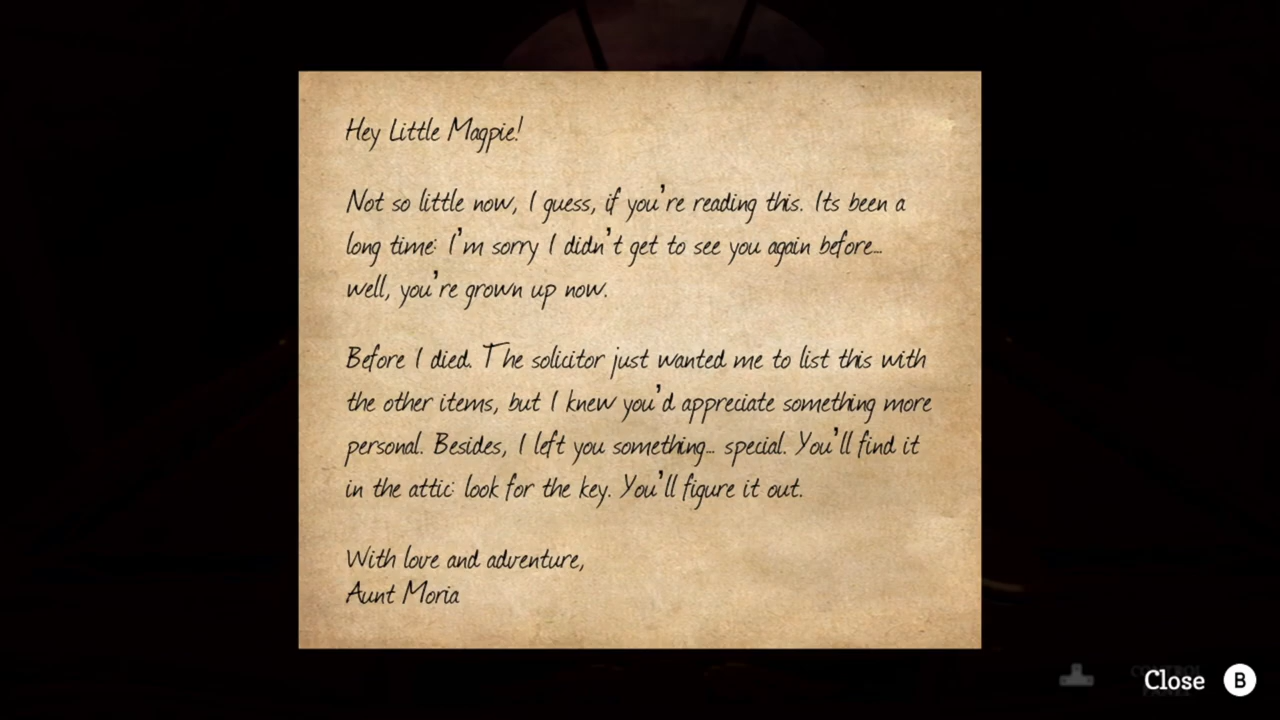 Hey Little Magpie!
Not so little now, I guess, if you're reading this. Its been a
long time: I'm sorry I didn't get to see you again before...
well, you're grown up now.
Before I died. The solicitor just wanted me to list this with
the other items, but I knew you'd appreciate something more
personal. Besides, I left you something... special. You'll find it
in the attic: look for the key. You'll figure it out.
With love and adventure,
Aunt Moria
Close B